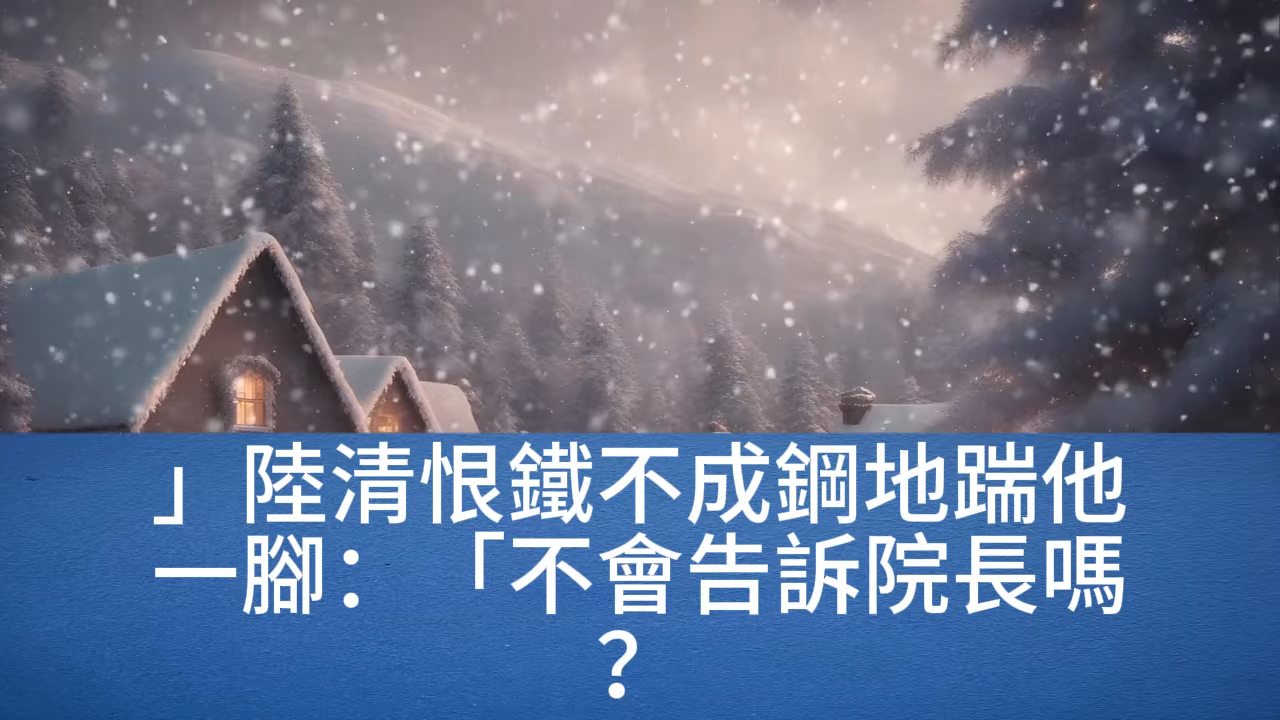 」陸清恨鐵不成鋼地踹他
一腳：「不會告訴院長嗎
？